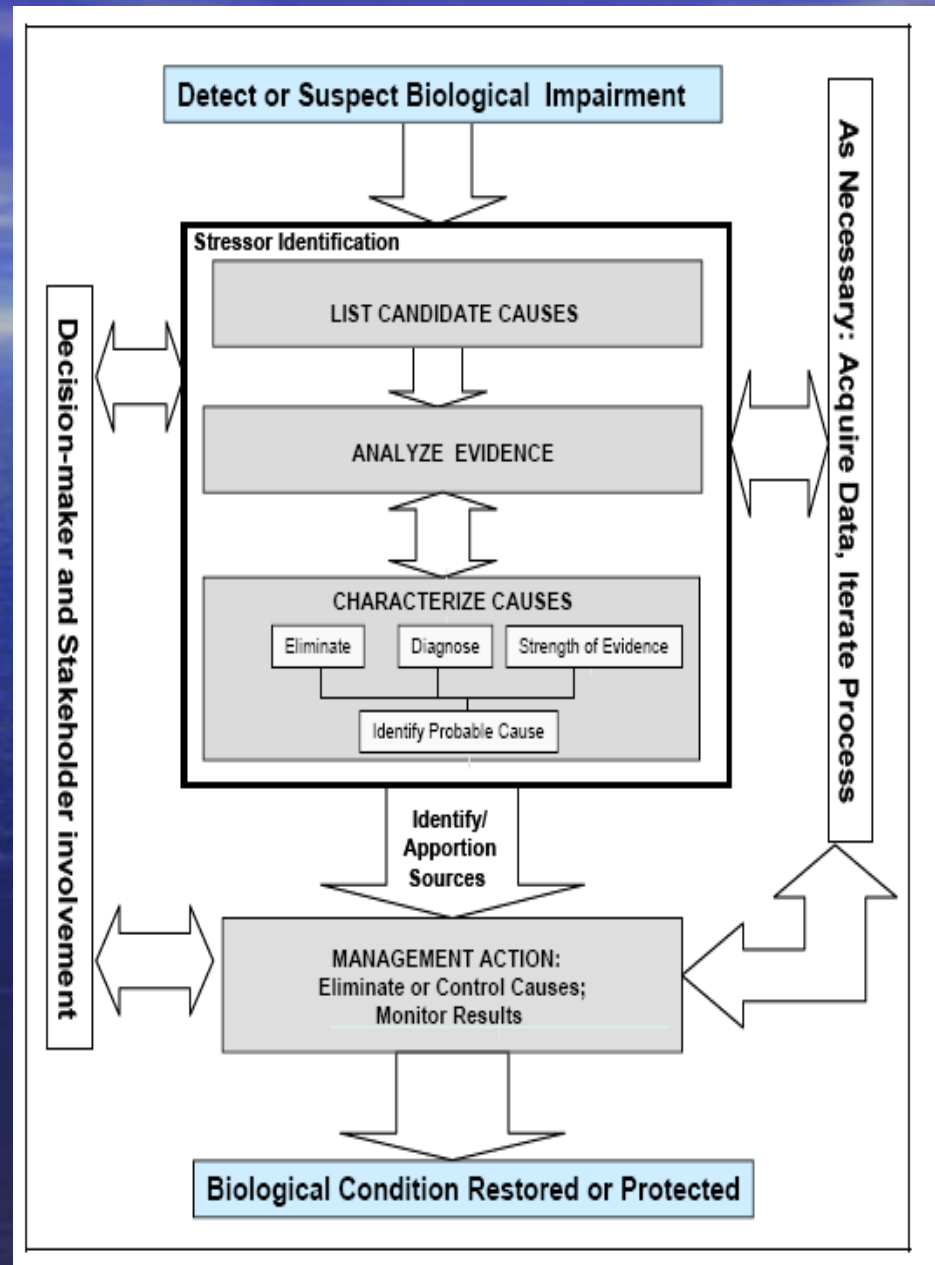 Detect or Suspect Biological Impairment
Stressor Identification
LIST CANDIDATE CAUSES
ANALYZE EVIDENCE
CHARACTERIZE CAUSES
Eliminate
Diagnose
Strength of Evidence
Identify Probable Cause
Decision-maker and Stakeholder involvement
As Necessary: Acquire Data, Iterate Process
Identify/
Apportion
Sources
MANAGEMENT ACTION:
Eliminate or Control Causes;
Monitor Results
Biological Condition Restored or Protected